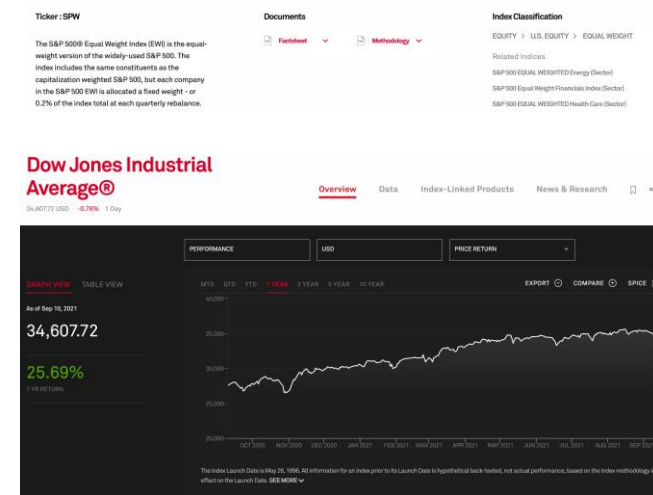 Ticker : SPW
Documents
Index Classification
Factsheet
Methodology
EQUITY > U.S. EQUITY > EQUAL WEIGHT
The S&P 500® Equal Weight Index (EWI) is the equal-
weight version of the widely-used S&P 500. The
index includes the same constituents as the
capitalization weighted S&P 500, but each company
in the S&P 500 EWI is allocated a fixed weight - or
0.2% of the index total at each quarterly rebalance.
Related Indices
S&P 500 EQUAL WEIGHTED Energy (Sector)
S&P 500 Equal Weight Financials Index (Sector)
S&P 500 EQUAL WEIGHTED Health Care (Sector)
Dow Jones Industrial
Average®
34,607.72 USD -0.78% 1 Day
Overview Data Index-Linked Products News & Research
PERFORMANCE USD PRICE RETURN
GRAPH VIEW TABLE VIEW
MTD QTD YTD 1 YEAR 3 YEAR 5 YEAR 10 YEAR
EXPORT COMPARE SPICE
As of Sep 10, 2021
34,607.72
25.69%
1 YR RETURN
40,000
35,000
30,000
25,000
20,000
OCT 2020 NOV 2020 DEC 2020 JAN 2021 FEB 2021 MAR 2021 APR 2021 MAY 2021 JUN 2021 JUL 2021 AUG 2021 SEP 2021
The index Launch Date is May 26, 1896. All information for an index prior to its Launch Date is hypothetical back-tested, not actual performance, based on the index methodology in
effect on the Launch Date. SEE MORE